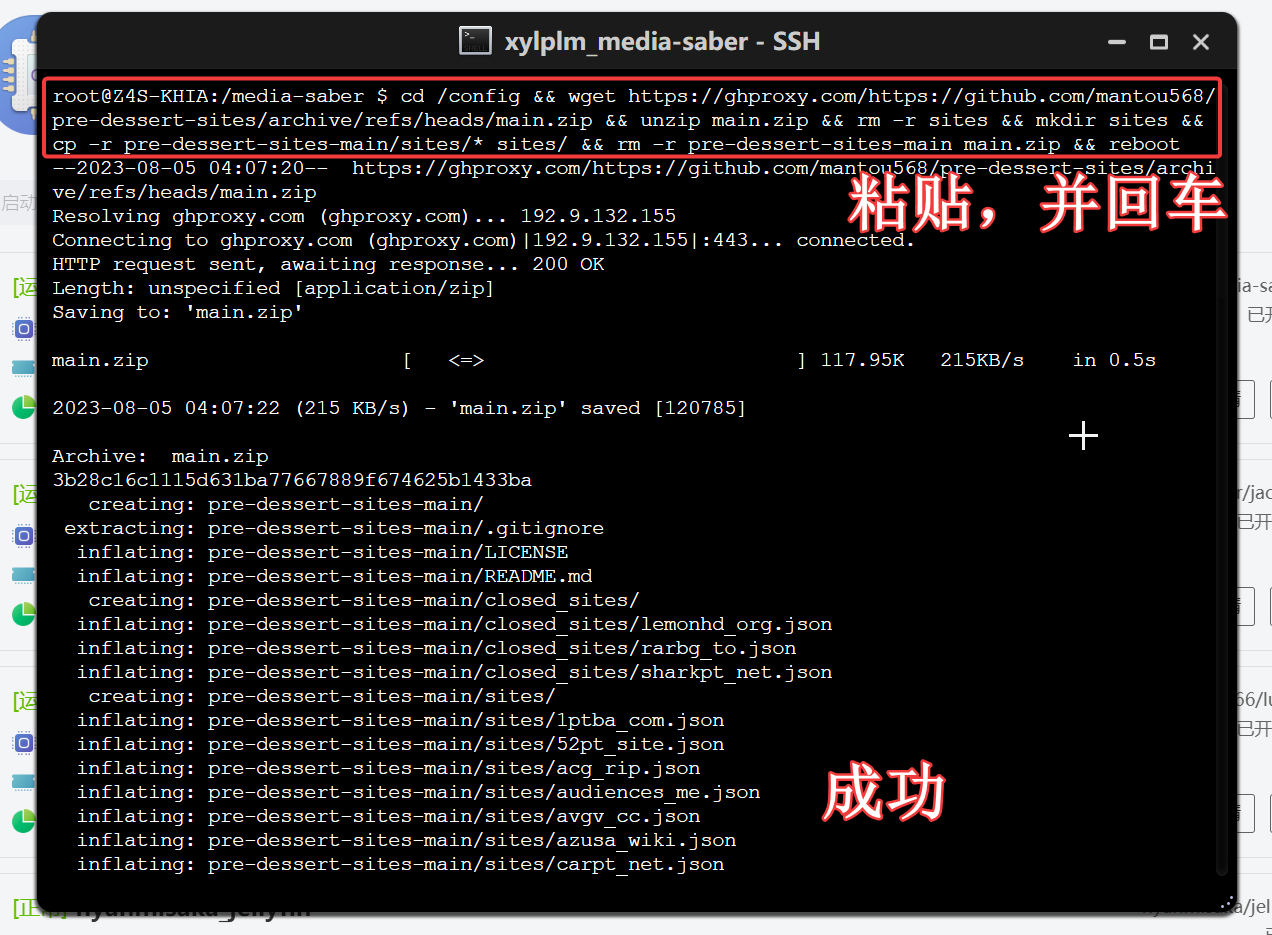 xylplm_media-saber - SSH
root@Z4S-KHIA:/media-saber $ cd /config && wget https://ghproxy.com/https://github.com/mantou568/
pre-dessert-sites/archive/refs/heads/main.zip && unzip main.zip && rm -r sites && mkdir sites &&
cp -r pre-dessert-sites-main/sites/* sites/ && rm -r pre-dessert-sites-main main.zip && reboot
--2023-08-05 04:07:20--  https://ghproxy.com/https://github.com/mantou568/pre-dessert-sites/archi
ve/refs/heads/main.zip
粘贴，并回车
Resolving ghproxy.com (ghproxy.com)... 192.9.132.155
Connecting to ghproxy.com (ghproxy.com)|192.9.132.155|:443... connected.
HTTP request sent, awaiting response... 200 OK
Length: unspecified [application/zip]
Saving to: 'main.zip'
main.zip                     [   <=>                          ] 117.95K   215KB/s    in 0.5s
2023-08-05 04:07:22 (215 KB/s) - 'main.zip' saved [120785]
Archive:  main.zip
3b28c16c1115d631ba77667889f674625b1433ba
   creating: pre-dessert-sites-main/
 extracting: pre-dessert-sites-main/.gitignore
  inflating: pre-dessert-sites-main/LICENSE
  inflating: pre-dessert-sites-main/README.md
   creating: pre-dessert-sites-main/closed_sites/
  inflating: pre-dessert-sites-main/closed_sites/lemonhd_org.json
  inflating: pre-dessert-sites-main/closed_sites/rarbg_to.json
  inflating: pre-dessert-sites-main/closed_sites/sharkpt_net.json
   creating: pre-dessert-sites-main/sites/
  inflating: pre-dessert-sites-main/sites/1ptba_com.json
  inflating: pre-dessert-sites-main/sites/52pt_site.json
  inflating: pre-dessert-sites-main/sites/acg_rip.json
  inflating: pre-dessert-sites-main/sites/audiences_me.json
成功
  inflating: pre-dessert-sites-main/sites/avgv_cc.json
  inflating: pre-dessert-sites-main/sites/azusa_wiki.json
  inflating: pre-dessert-sites-main/sites/carpt_net.json
启动